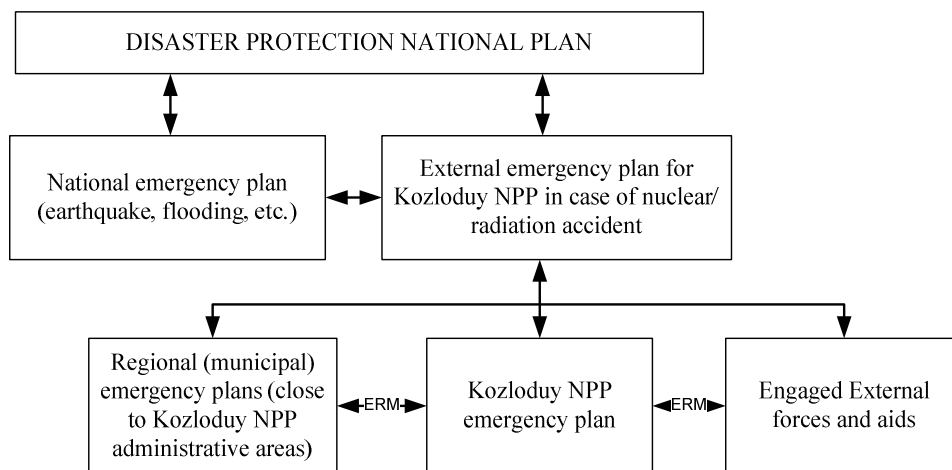 DISASTER PROTECTION NATIONAL PLAN
National emergency plan
(earthquake, flooding, etc.)
External emergency plan for
Kozloduy NPP in case of nuclear/
radiation accident
Regional (municipal)
emergency plans (close
to Kozloduy NPP
administrative areas)
ERM
Kozloduy NPP
emergency plan
ERM
Engaged External
forces and aids